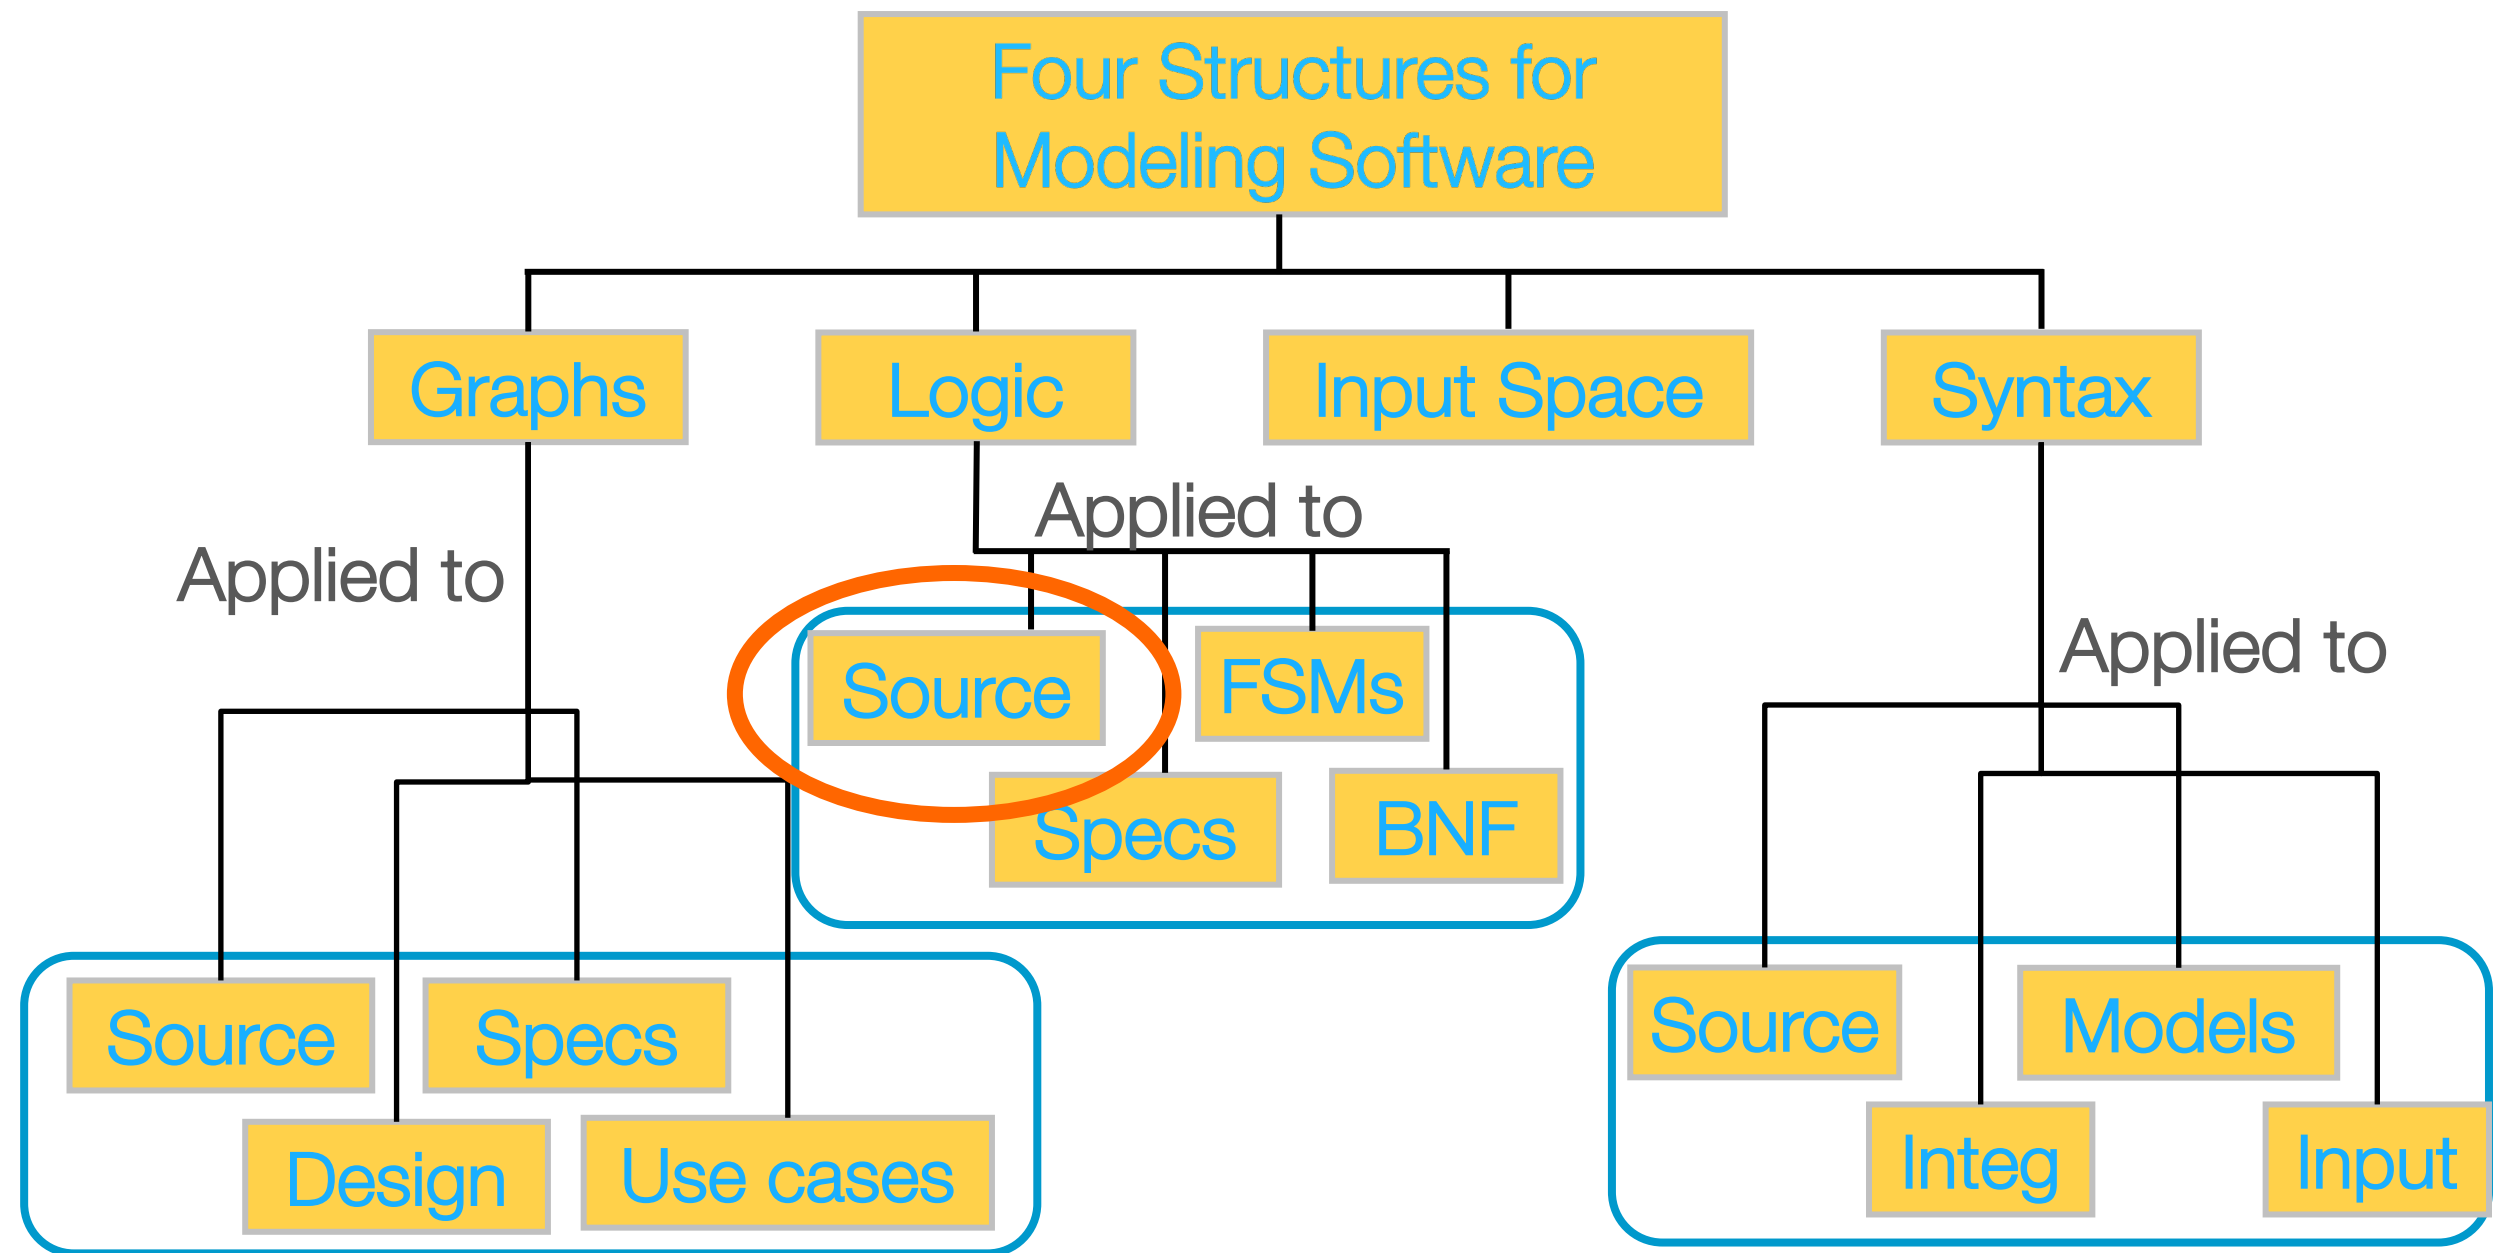 Four Structures for
Modeling Software
Graphs
Logic
Input Space
Syntax
Applied to
Applied to
Applied to
Source
FSMs
Specs
BNF
Source
Specs
Design
Use cases
Source
Models
Integ
Input